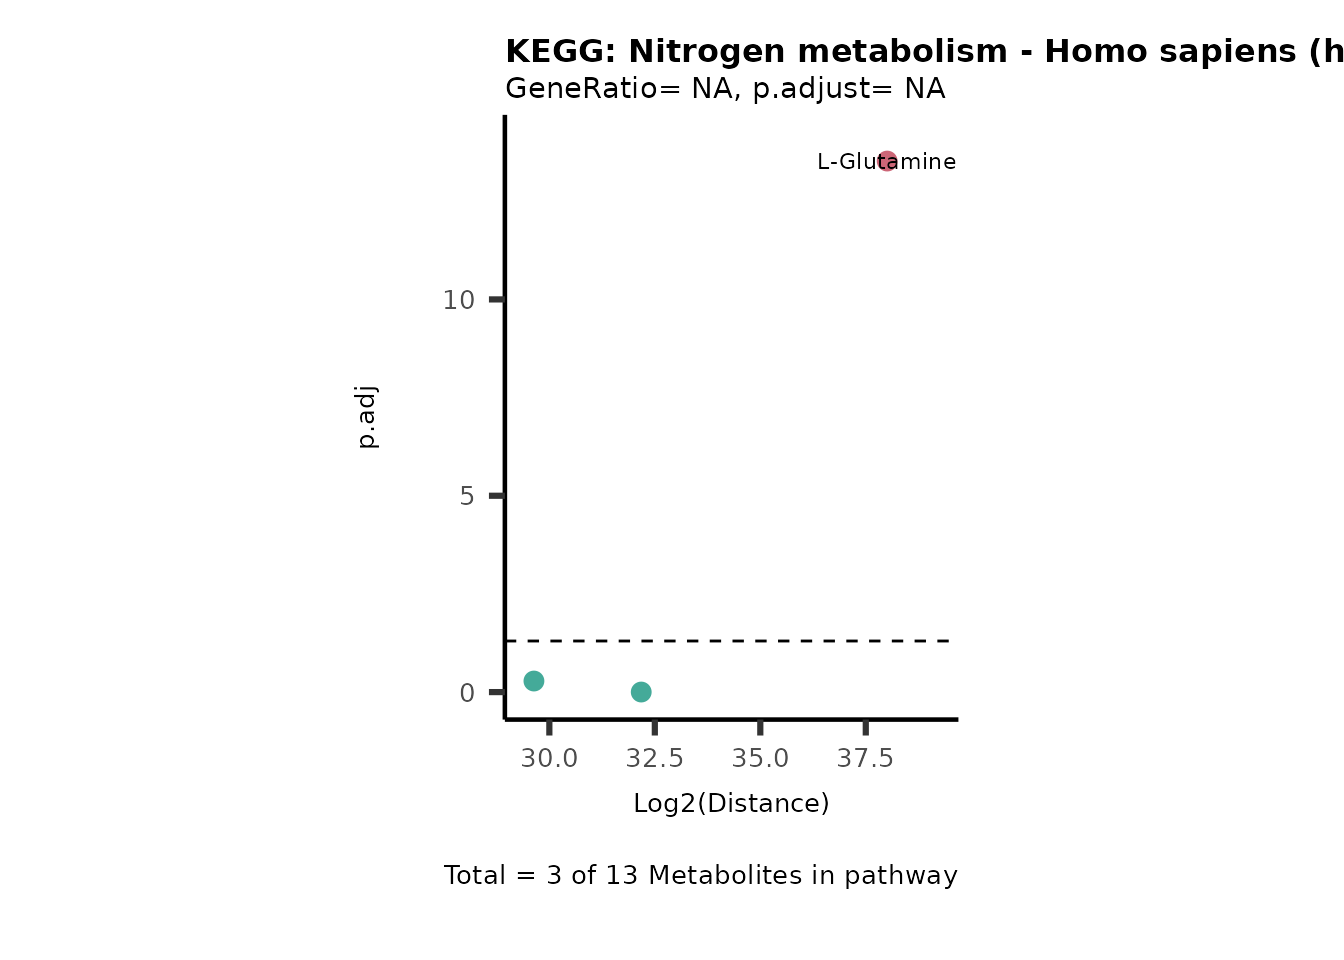 KEGG: Nitrogen metabolism - Homo sapiens (h
GeneRatio= NA, p.adjust= NA
L-Glutamine
10
p.adj
5
0
30.0 32.5 35.0 37.5
Log2(Distance)
Total = 3 of 13 Metabolites in pathway